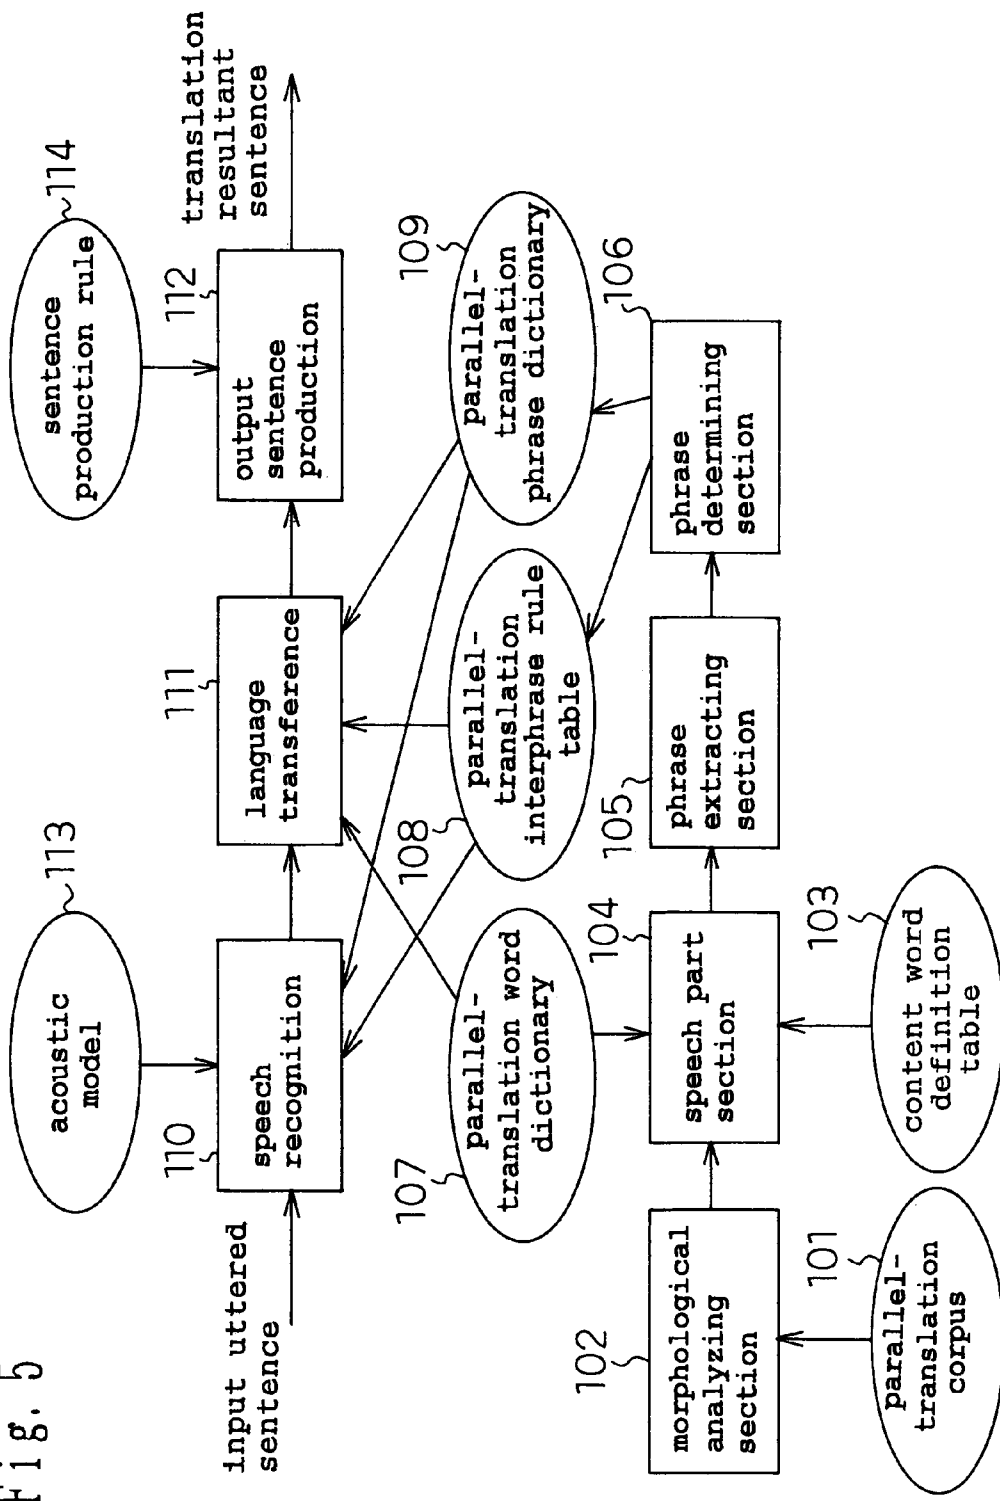 Fig. 5
acoustic
model
113
sentence
production rule
114
input uttered
sentence
110
speech
recognition
111
language
transference
112
output
sentence
production
translation
resultant
sentence
107
parallel-
translation word
dictionary
108
parallel-
translation
interphrase rule
table
109
parallel-
translation
phrase dictionary
102
morphological
analyzing
section
104
speech part
section
105
phrase
extracting
section
106
phrase
determining
section
101
parallel-
translation
corpus
103
content word
definition
table